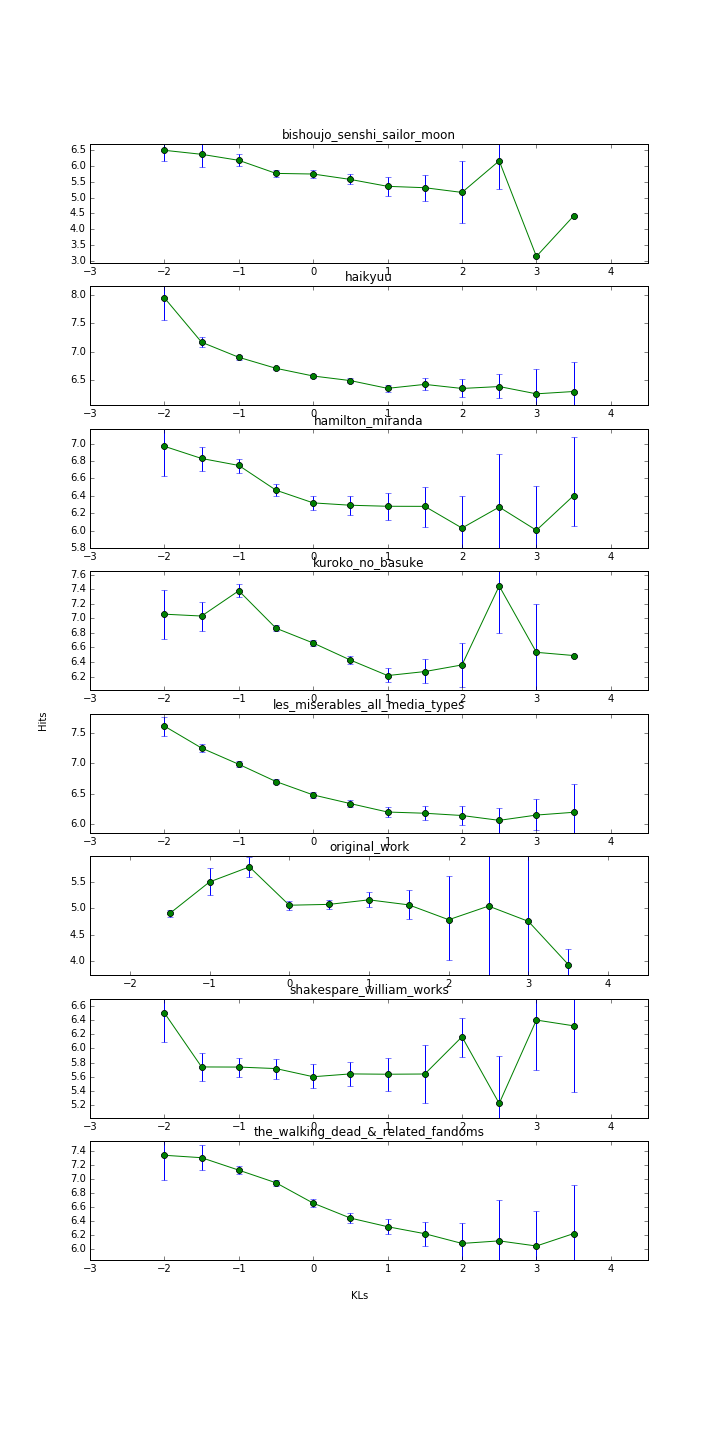 bishoujo_senshi_sailor_moon
6.5
6.0
5.5
5.0
4.5
4.0
3.5
3.0
−3 −2 −1 0 1 2 3 4
haikyuu
8.0
7.5
7.0
6.5
−3 −2 −1 0 1 2 3 4
hamilton_miranda
7.0
6.8
6.6
6.4
6.2
6.0
5.8
−3 −2 −1 0 1 2 3 4
kuroko_no_basuke
7.6
7.4
7.2
7.0
6.8
6.6
6.4
6.2
−3 −2 −1 0 1 2 3 4
les_miserables_all_media_types
Hits
7.5
7.0
6.5
6.0
−3 −2 −1 0 1 2 3 4
original_work
5.5
5.0
4.5
4.0
−2 −1 0 1 2 3 4
shakespare_william_works
6.6
6.4
6.2
6.0
5.8
5.6
5.4
5.2
−3 −2 −1 0 1 2 3 4
the_walking_dead_&_related_fandoms
7.4
7.2
7.0
6.8
6.6
6.4
6.2
6.0
−3 −2 −1 0 1 2 3 4
KLs